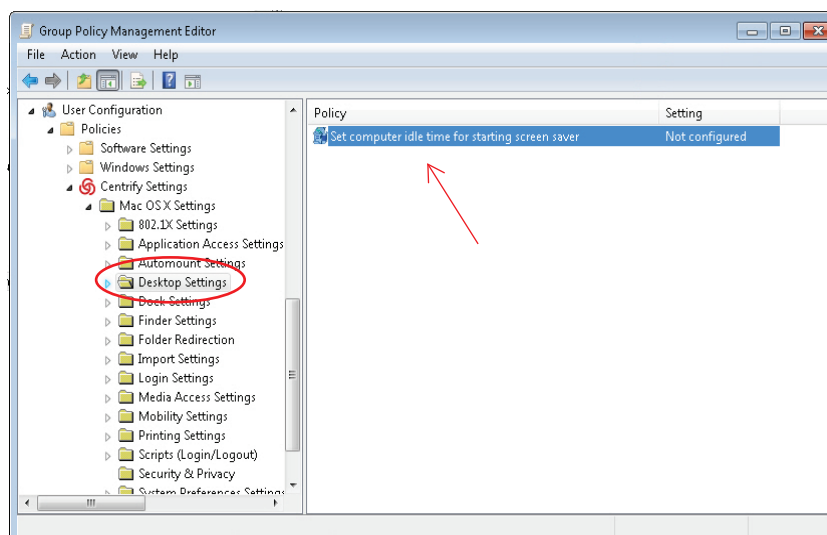 Group Policy Management Editor
File Action View Help
User Configuration
Policies
Software Settings
Windows Settings
Centrify Settings
Mac OS X Settings
802.1X Settings
Application Access Settings
Automount Settings
Desktop Settings
Dock Settings
Finder Settings
Folder Redirection
Import Settings
Login Settings
Media Access Settings
Mobility Settings
Printing Settings
Scripts (Login/Logout)
Security & Privacy
System Preferences Settings
Policy Setting
Set computer idle time for starting screen saver Not configured